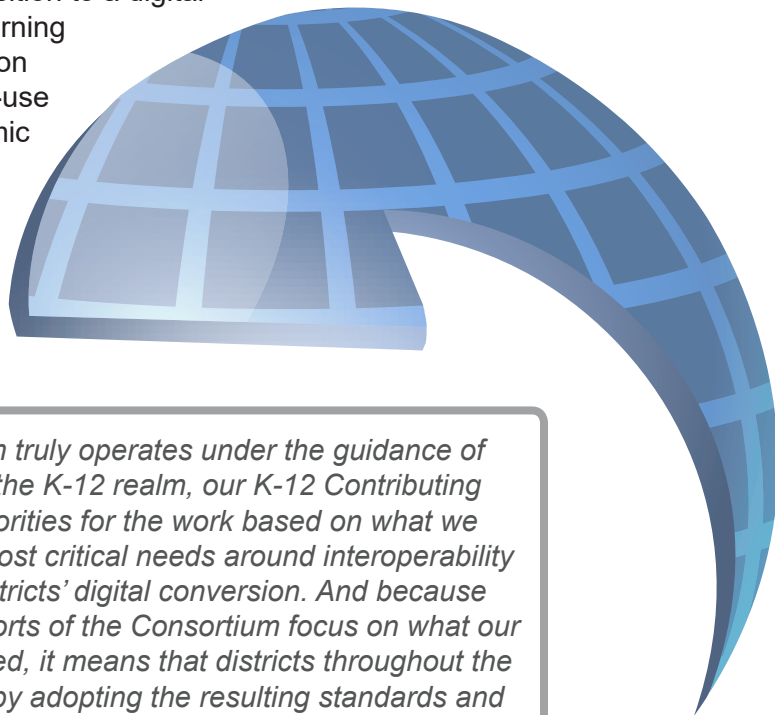 rning
on
-use
truly operates under the guidance of
the K-12 realm, our K-12 Contributing
orities for the work based on what we
ost critical needs around interoperability
tricts’ digital conversion. And because
orts of the Consortium focus on what our
ed, it means that districts throughout the
by adopting the resulting standards and